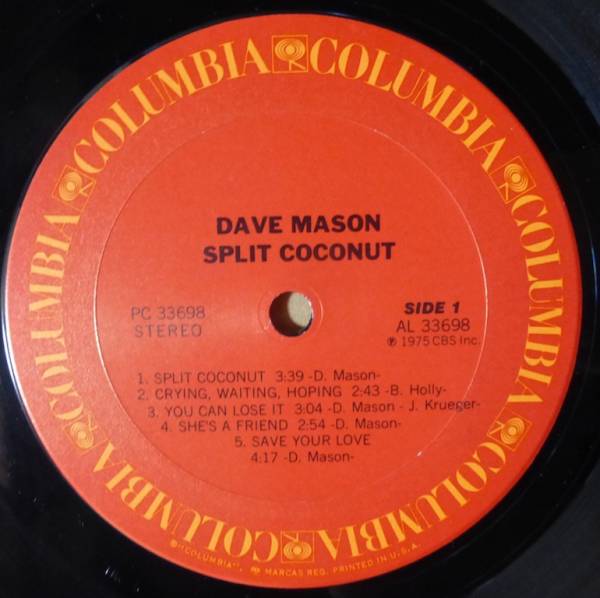 COLUMBIA COLUMBIA COLUMBIA COLUMBIA COLUMBIA COLUMBIA
DAVE MASON
SPLIT COCONUT
PC 33698
STEREO
SIDE 1
AL 33698
℗ 1975 CBS Inc.
1. SPLIT COCONUT 3:39 -D. Mason-
2. CRYING, WAITING, HOPING 2:43 -B. Holly-
3. YOU CAN LOSE IT 3:04 -D. Mason - J. Krueger-
4. SHE'S A FRIEND 2:54 -D. Mason-
5. SAVE YOUR LOVE
4:17 -D. Mason-
®"COLUMBIA", MARCAS REG. PRINTED IN U.S.A.